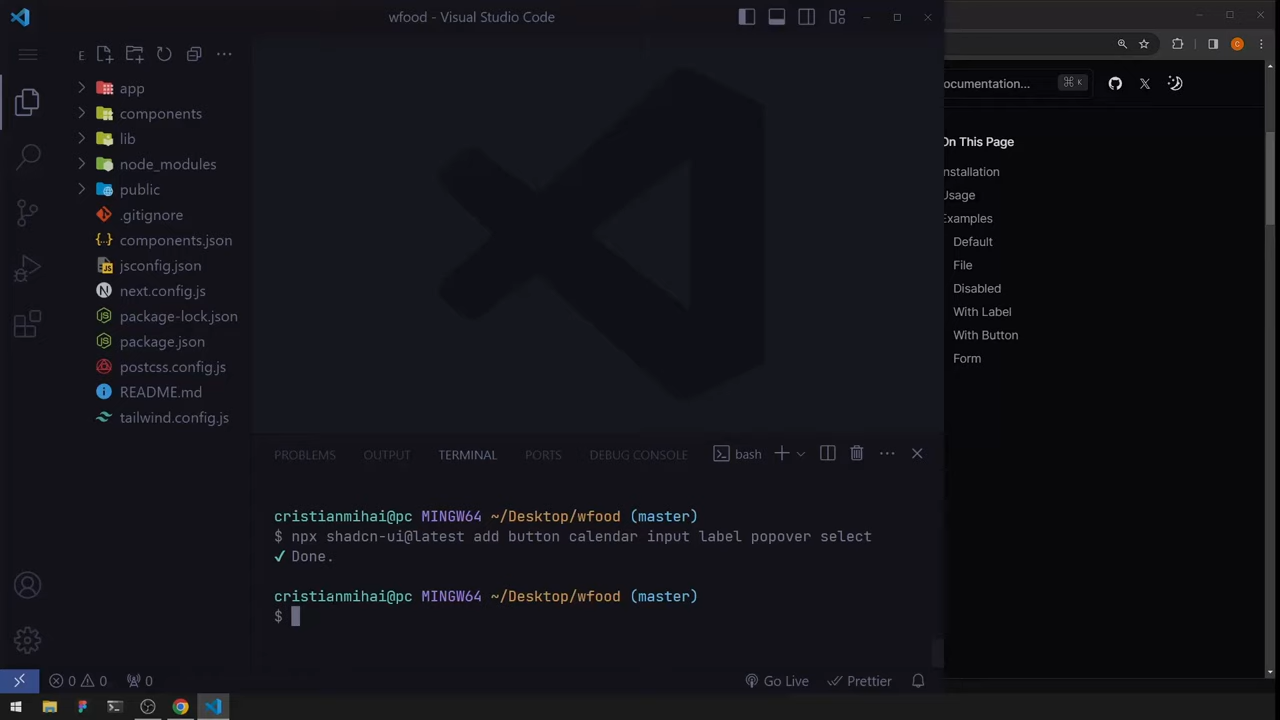 wfood - Visual Studio Code
E
app
components
lib
node_modules
public
.gitignore
components.json
jsconfig.json
next.config.js
package-lock.json
package.json
postcss.config.js
README.md
tailwind.config.js
PROBLEMS OUTPUT TERMINAL PORTS DEBUG CONSOLE bash
cristianmihai@pc MINGW64 ~/Desktop/wfood (master)
$ npx shadcn-ui@latest add button calendar input label popover select
✓ Done.
cristianmihai@pc MINGW64 ~/Desktop/wfood (master)
$
0 0 0 Go Live Prettier
C
ocumentation... ⌘ K
On This Page
nstallation
Usage
Examples
Default
File
Disabled
With Label
With Button
Form